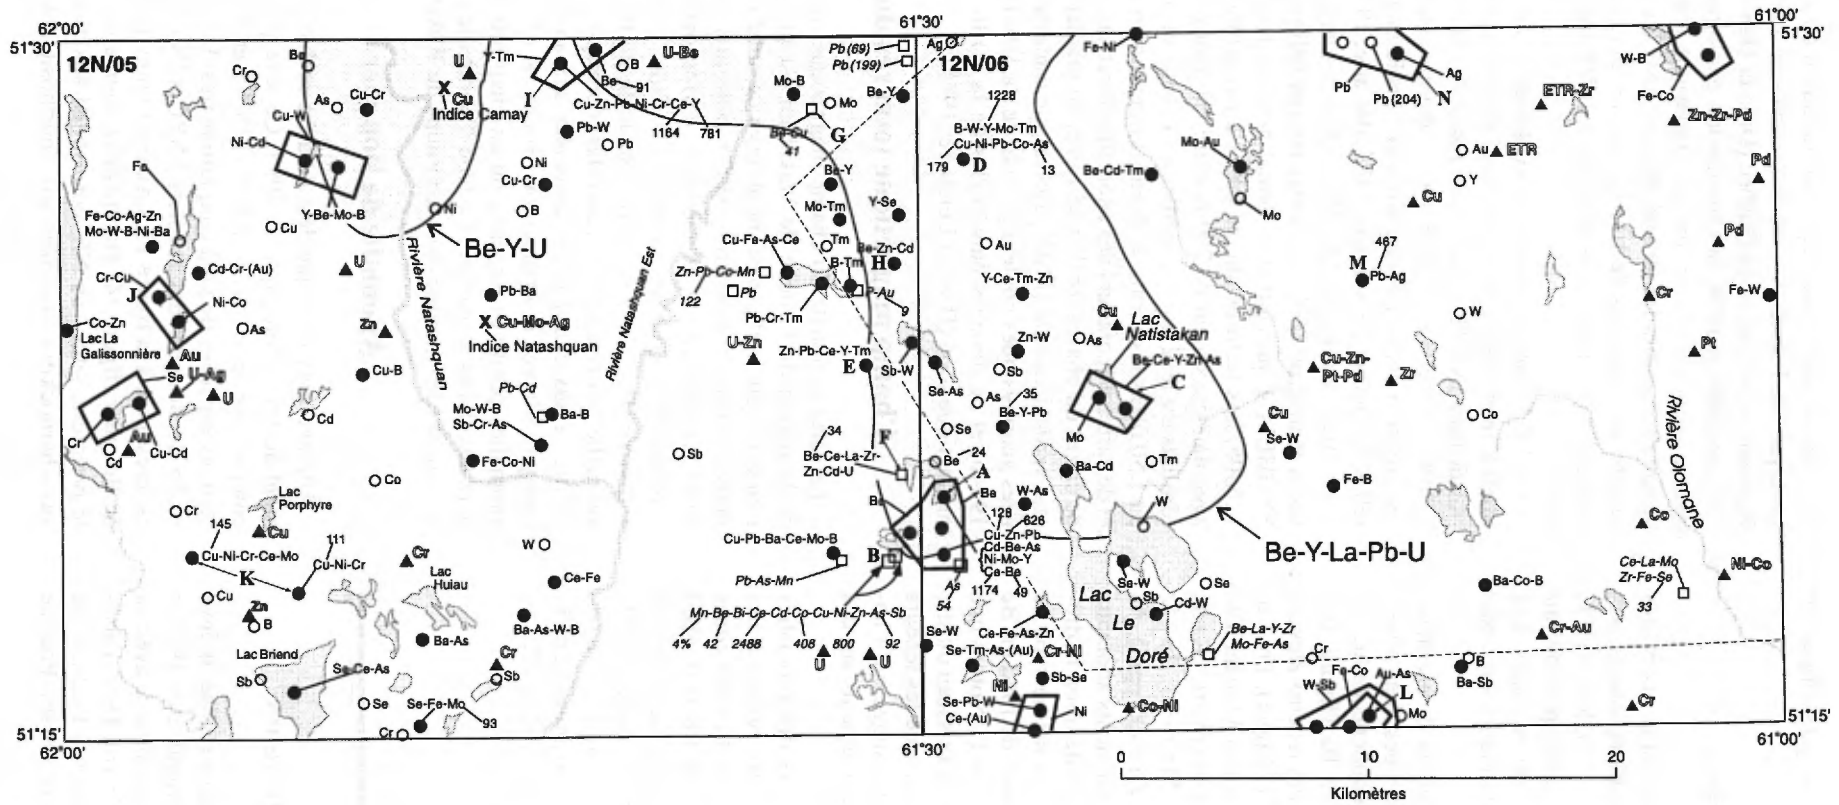 62°00'
61°30'
61°00'
51°30'
51°30'
12N/05
Cr
Be
As
Cu-Cr
Cu-W
Ni-Cd
Y-Be-Mo-B
U
Cu
Indice Camay
Y-Tm
I
Be
91
B
U-Be
Cu-Zn-Pb-Ni-Cr-Ce-Y
1164
781
Pb-W
Pb
Ni
Cu-Cr
B
Ni
Be-Y-U
Pb (69)
Pb (199)
Ag
Mo-B
Mo
Be-Y
Be-Cu
G
41
Be-Y
Mo-Tm
Y-Se
Tm
Be-Zn-Cd
H
Cu-Fe-As-Ce
B-Tm
Zn-Pb-Co-Mn
122
Pb
P-Au
9
Pb-Cr-Tm
Fe
Fe-Co-Ag-Zn
Mo-W-B-Ni-Ba
Cu
Cd-Cr-(Au)
Cr-Cu
J
Ni-Co
Co-Zn
Lac La
Galissonnière
As
U
Zn
Au
Se
U-Ag
U
Cu-B
Cr
Cd
Au
Cu-Cd
Cd
Rivière Natashquan
Rivière Natashquan Est
Pb-Ba
Cu-Mo-Ag
Indice Natashquan
U-Zn
Zn-Pb-Ce-Y-Tm
E
Sb-W
Pb-Cd
Mo-W-B
Sb-Cr-As
Ba-B
Fe-Co-Ni
Sb
34
F
Be-Ce-La-Zr-
Zn-Cd-U
Co
Lac
Porphyre
Cr
145
Cu
Cu-Ni-Cr-Ce-Mo
K
111
Cu-Ni-Cr
Cr
Lac
Huiau
Cu
Zn
B
Lac Briend
Sb
Se-Ce-As
Ba-As
Cr
Sb
Se
Se-Fe-Mo
93
Cr
W
Ce-Fe
Ba-As-W-B
Cu-Pb-Ba-Ce-Mo-B
Pb-As-Mn
B
Mn-Be-Bi-Ce-Cd-Co-Cu-Ni-Zn-As-Sb
4%
42
2488
408
800
92
U
U
12N/06
Fe-Ni
1228
B-W-Y-Mo-Tm
Cu-Ni-Pb-Co-As
179
D
13
Be-Cd-Tm
Mo-Au
Mo
Au
Y-Ce-Tm-Zn
Cu
Lac
Natistakan
Zn-W
As
Sb
Se-As
As
35
Be-Y-Pb
Be-Ce-Y-Zn-As
C
Mo
Se
Be
24
A
Be
Be
Ba-Cd
Tm
W-As
W
128
626
Cu-Zn-Pb
Cd-Be-As
Ni-Mo-Y
Ce-Be
1174
49
As
54
Be-Y-La-Pb-U
Se-W
Sb
Se
Cd-W
Lac
Le
Doré
Ce-Fe-As-Zn
Se-W
Se-Tm-As-(Au)
Cr-Ni
Sb-Se
Ni
Se-Pb-W
Ce-(Au)
Ni
Co-Ni
Be-La-Y-Zr
Mo-Fe-As
Pb
Pb (204)
Ag
N
W-B
Fe-Co
ETR-Zr
Zn-Zr-Pd
Au
ETR
Y
Cu
Pd
Pd
467
M
Pb-Ag
Cr
Fe-W
W
Pt
Cu-Zn-
Pt-Pd
Zr
Cu
Se-W
Co
Fe-B
Rivière Olomane
Co
Ce-La-Mo
Zr-Fe-Se
33
Ni-Co
Ba-Co-B
Cr-Au
Cr
Fe-Co
W-Sb
Au-As
L
Mo
B
Ba-Sb
Cr
51°15'
51°15'
62°00'
61°30'
61°00'
0
10
20
Kilomètres